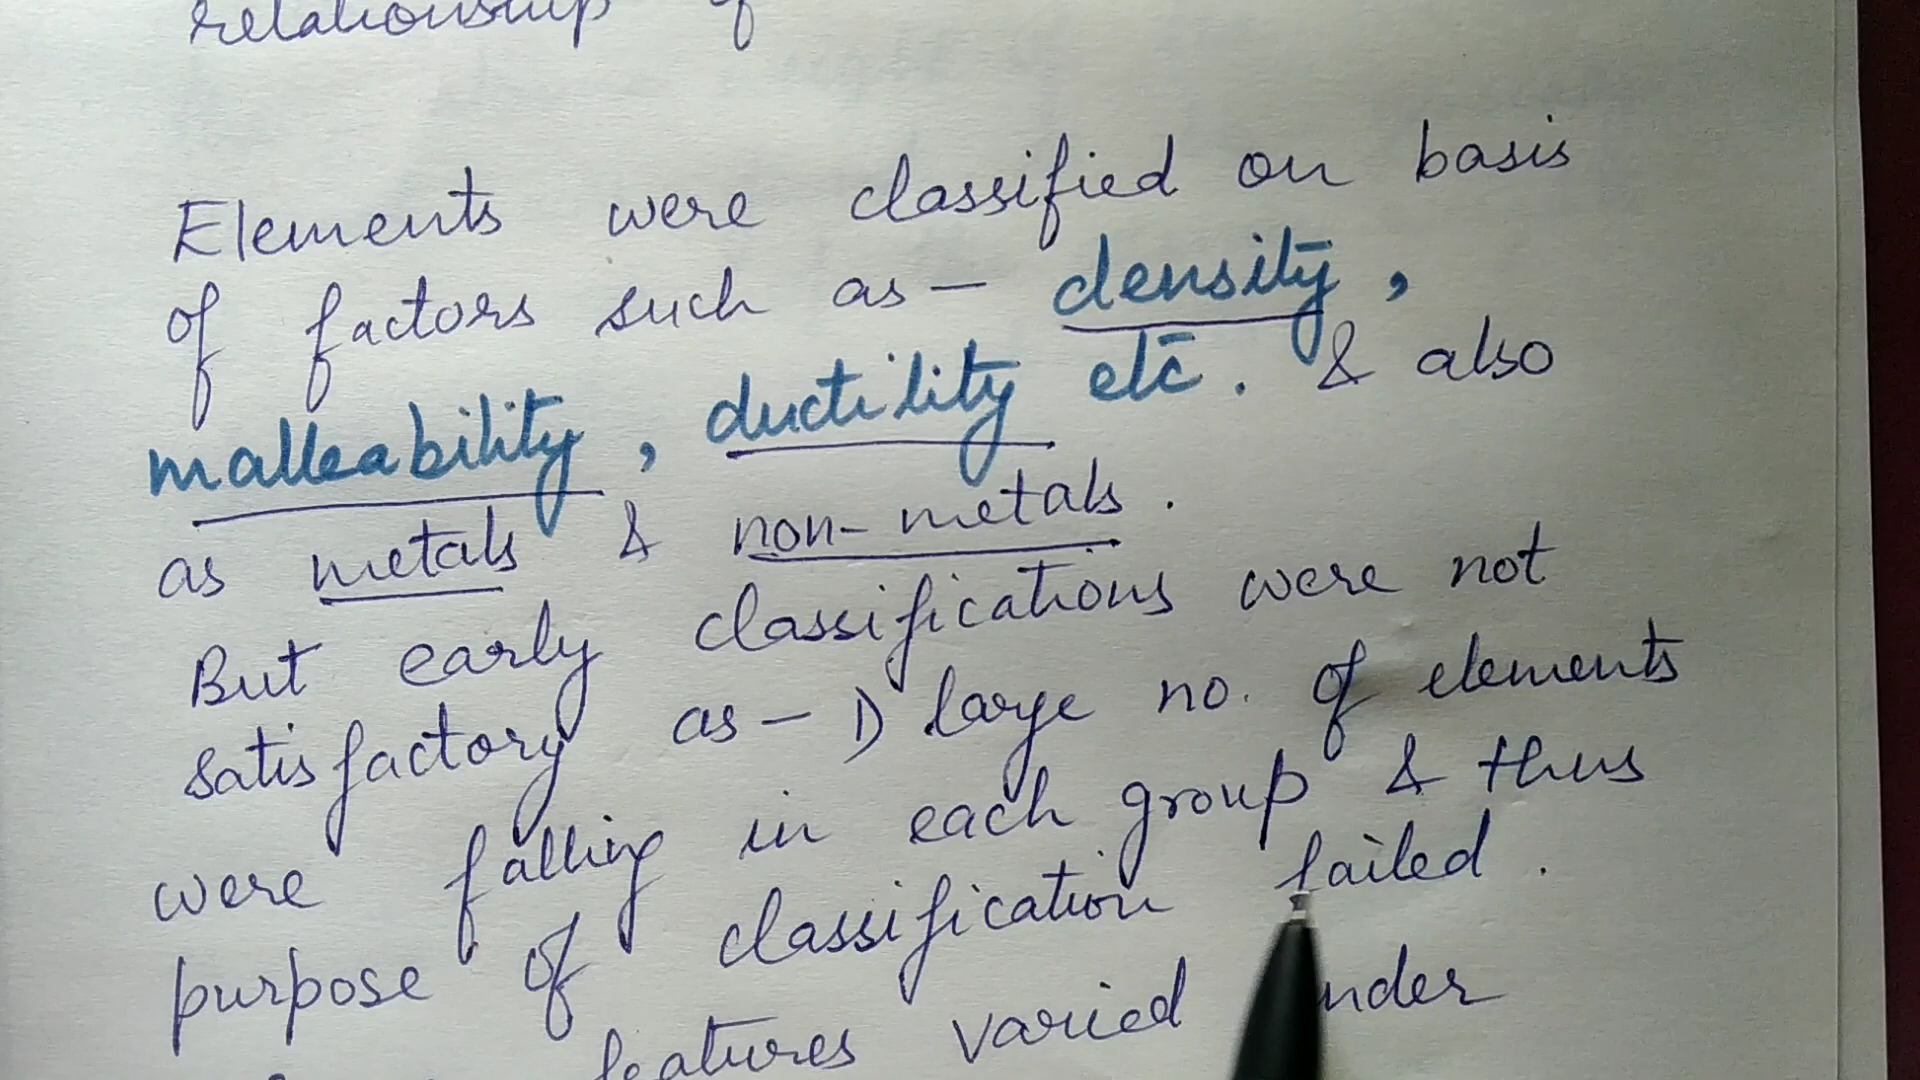 relationship of
Elements were classified on basis
of factors such as - density,
malleability, ductility etc. & also
as metals & non-metals.
But early classifications were not
satisfactory as - 1) large no. of elements
were falling in each group & thus
purpose of classification failed.
features varied under